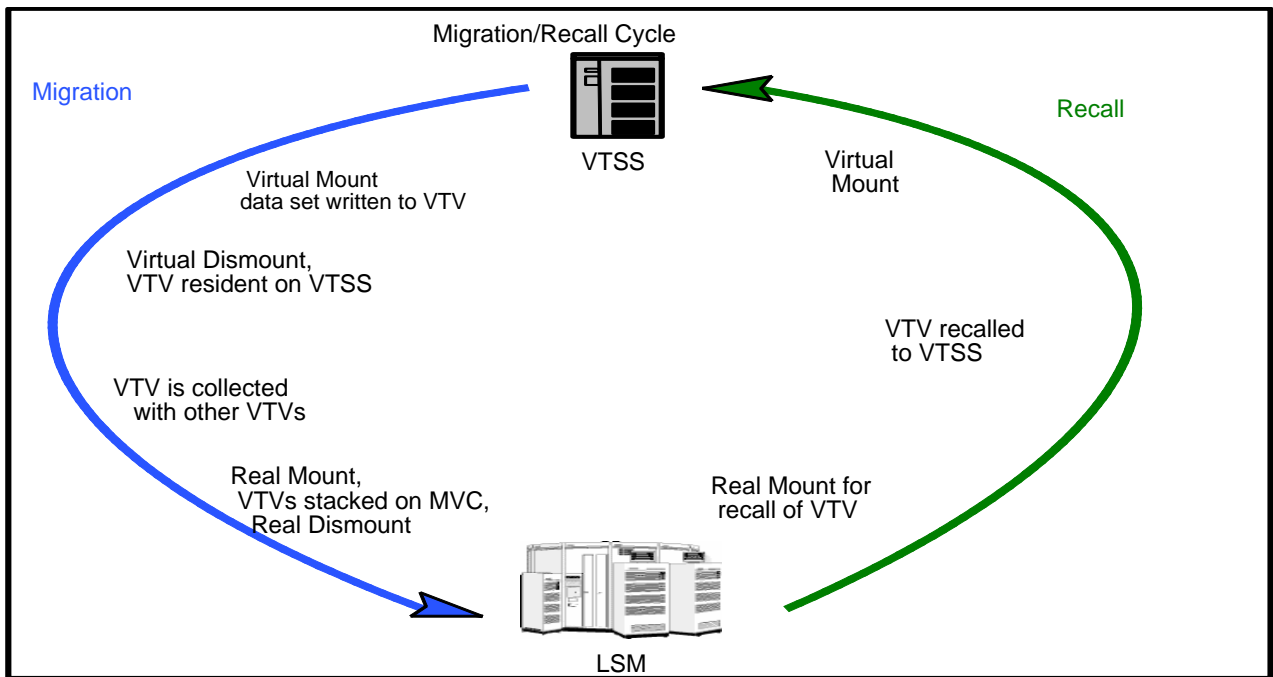 Migration/Recall Cycle
Migration
Recall
VTSS
Virtual Mount
data set written to VTV
Virtual
Mount
Virtual Dismount,
VTV resident on VTSS
VTV recalled
to VTSS
VTV is collected
with other VTVs
Real Mount,
VTVs stacked on MVC,
Real Dismount
Real Mount for
recall of VTV
LSM